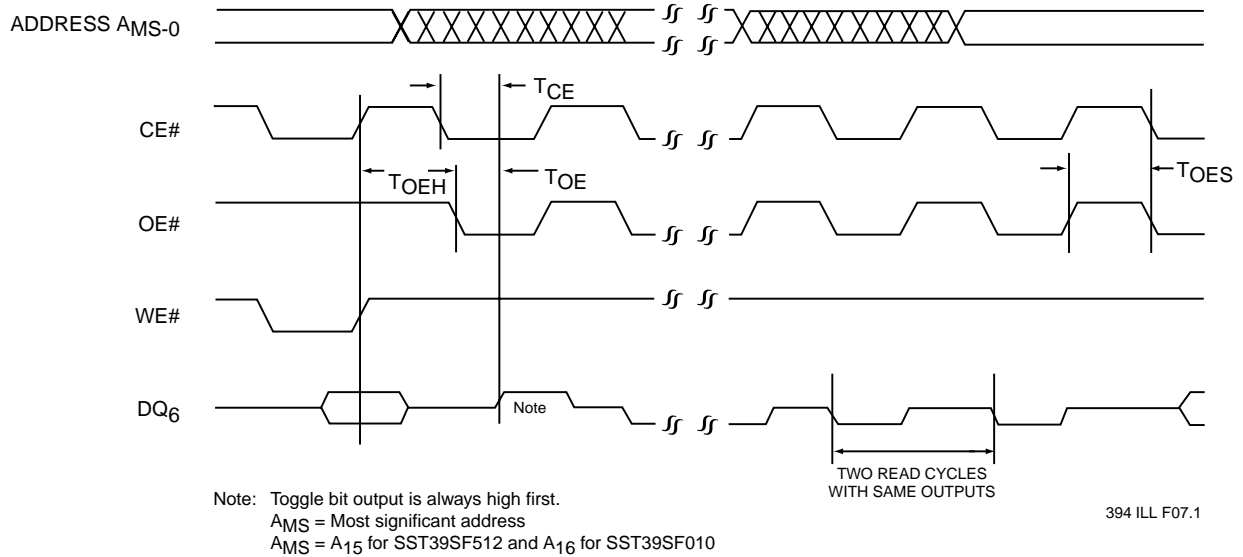 ADDRESS AMS-0
TCE
CE#
TOEH
TOE
TOES
OE#
WE#
DQ6
Note
TWO READ CYCLES
WITH SAME OUTPUTS
Note: Toggle bit output is always high first.
AMS = Most significant address
AMS = A15 for SST39SF512 and A16 for SST39SF010
394 ILL F07.1